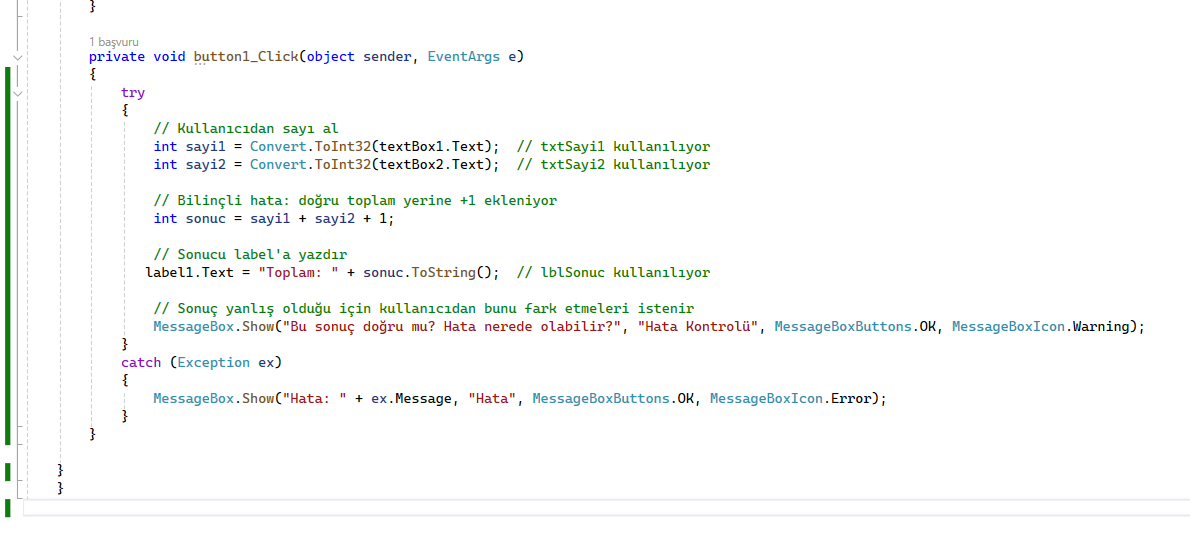 }
1 başvuru
private void button1_Click(object sender, EventArgs e)
{
try
{
// Kullanıcıdan sayı al
int sayi1 = Convert.ToInt32(textBox1.Text);  // txtSayi1 kullanılıyor
int sayi2 = Convert.ToInt32(textBox2.Text);  // txtSayi2 kullanılıyor
// Bilinçli hata: doğru toplam yerine +1 ekleniyor
int sonuc = sayi1 + sayi2 + 1;
// Sonucu label'a yazdır
label1.Text = "Toplam: " + sonuc.ToString();  // lblSonuc kullanılıyor
// Sonuç yanlış olduğu için kullanıcıdan bunu fark etmeleri istenir
MessageBox.Show("Bu sonuç doğru mu? Hata nerede olabilir?", "Hata Kontrolü", MessageBoxButtons.OK, MessageBoxIcon.Warning);
}
catch (Exception ex)
{
MessageBox.Show("Hata: " + ex.Message, "Hata", MessageBoxButtons.OK, MessageBoxIcon.Error);
}
}
}
}